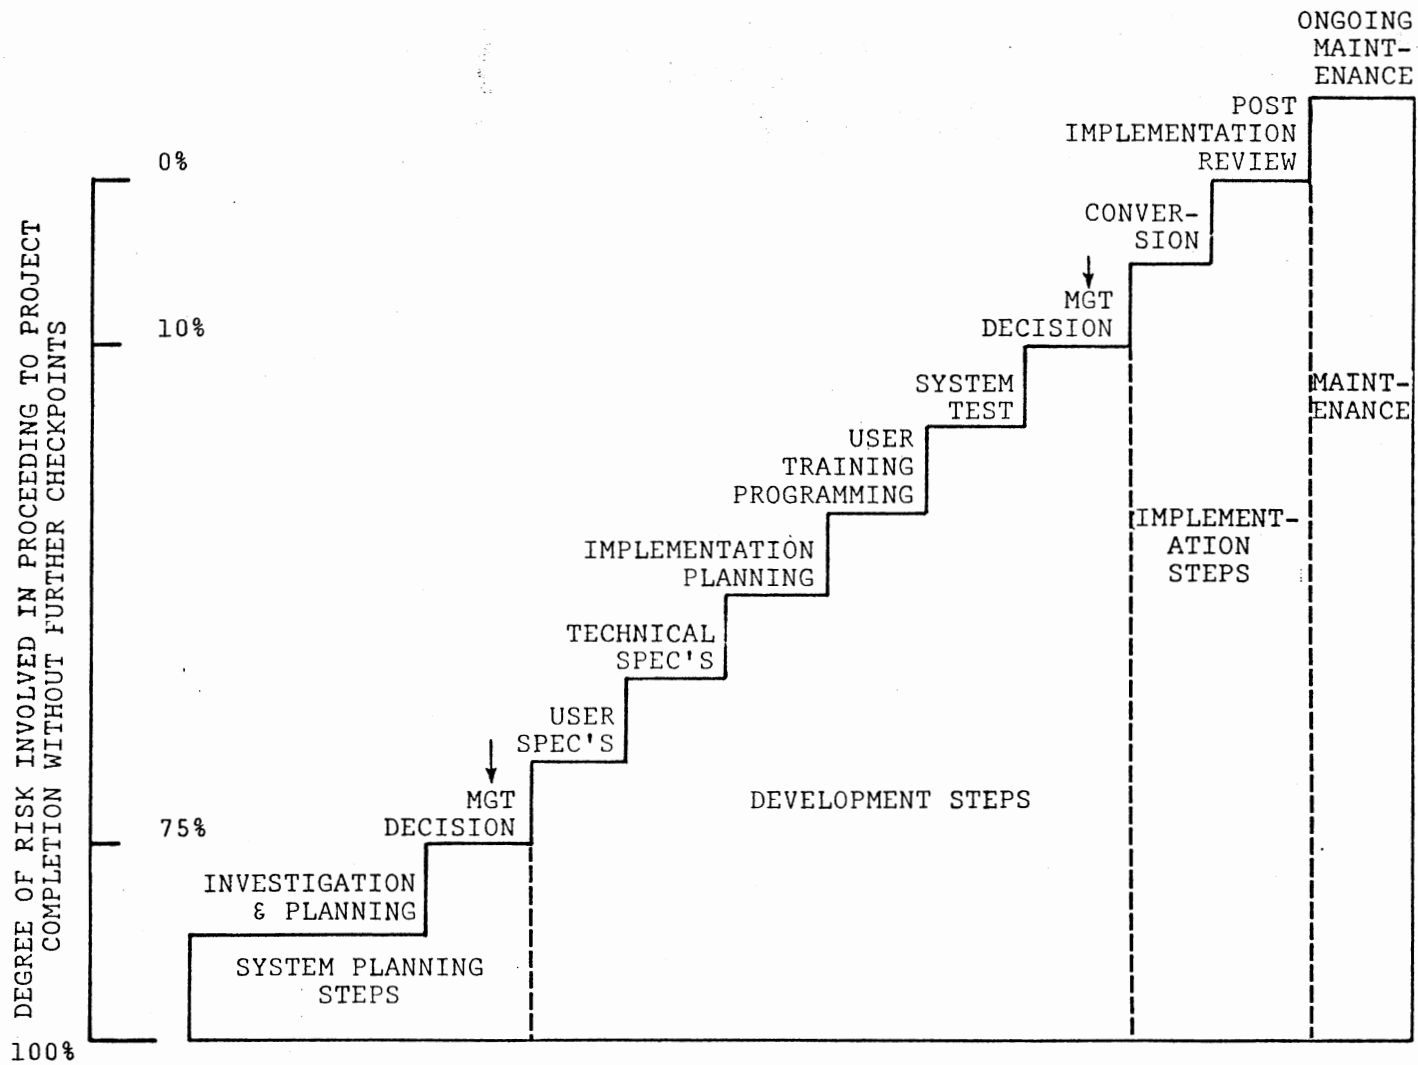 ONGOING
MAINT-
ENANCE
POST
IMPLEMENTATION
REVIEW
0%
CONVER-
SION
MGT
DECISION
10%
SYSTEM
TEST
MAINT-
ENANCE
USER
TRAINING
PROGRAMMING
IMPLEMENT-
ATION
STEPS
IMPLEMENTATION
PLANNING
TECHNICAL
SPEC'S
USER
SPEC'S
MGT
DECISION
DEVELOPMENT STEPS
75%
INVESTIGATION
& PLANNING
SYSTEM PLANNING
STEPS
100%
DEGREE OF RISK INVOLVED IN PROCEEDING TO PROJECT
COMPLETION WITHOUT FURTHER CHECKPOINTS